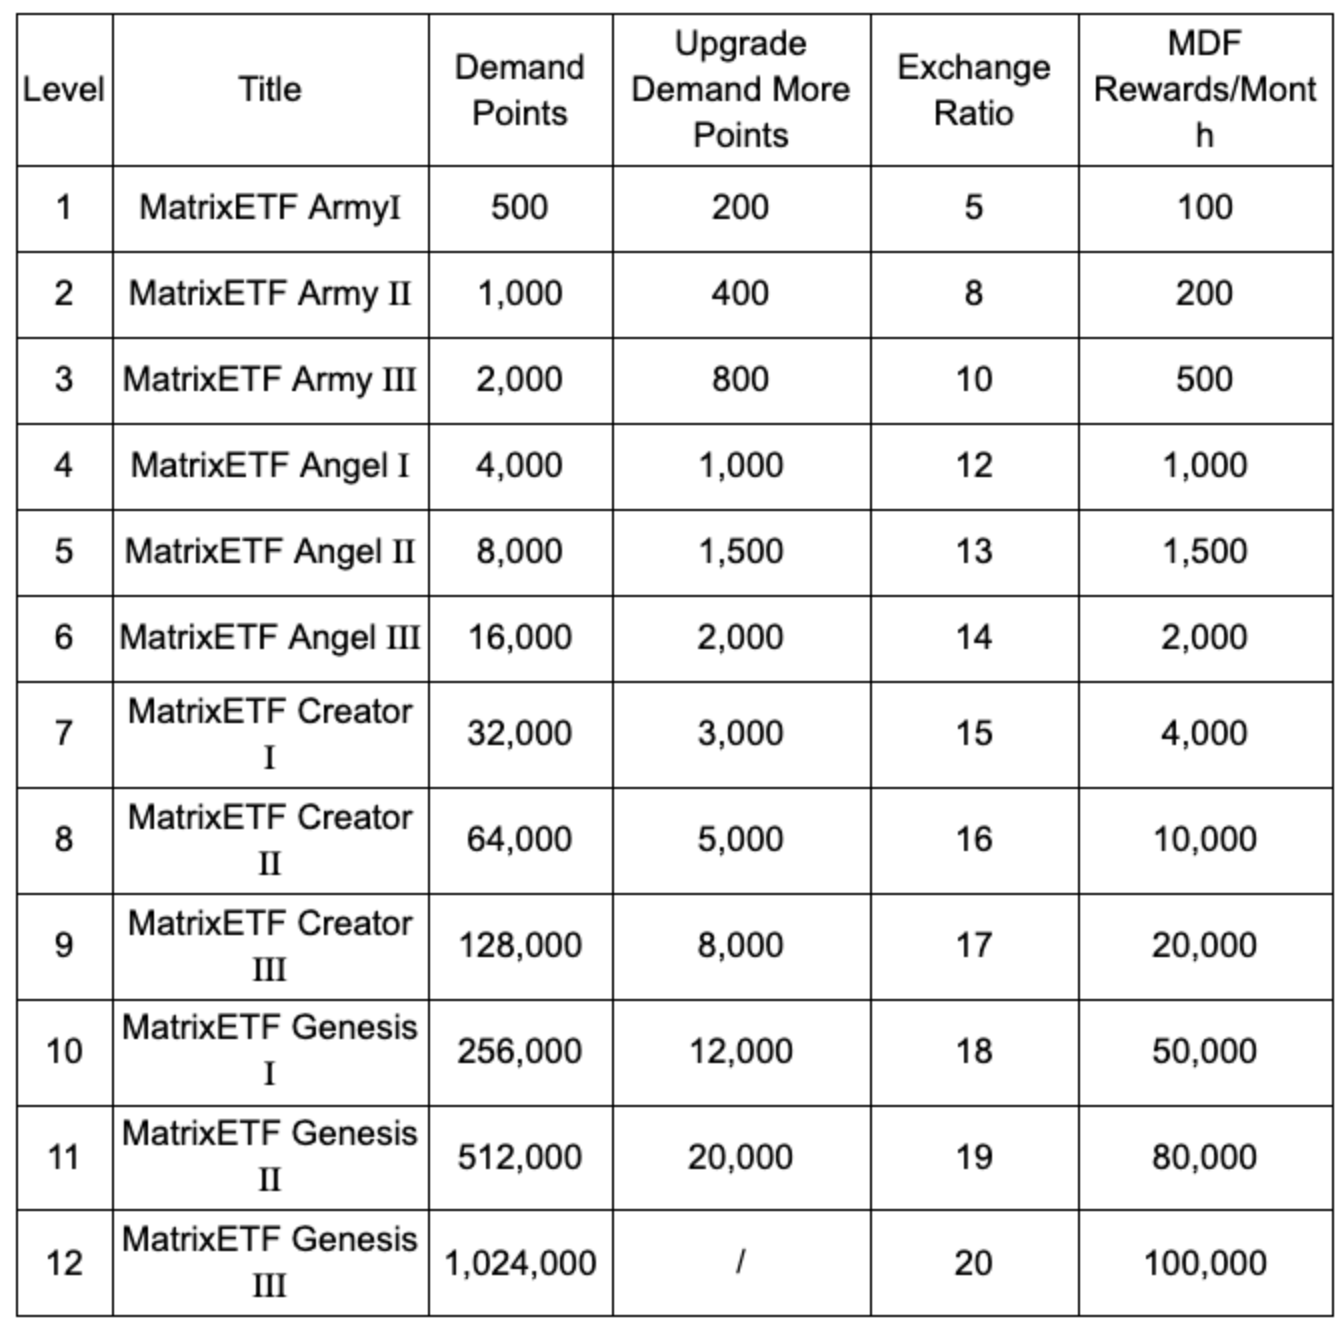 Level Title Demand Points Upgrade Demand More Points Exchange Ratio MDF Rewards/Month
1 MatrixETF ArmyI 500 200 5 100
2 MatrixETF Army II 1,000 400 8 200
3 MatrixETF Army III 2,000 800 10 500
4 MatrixETF Angel I 4,000 1,000 12 1,000
5 MatrixETF Angel II 8,000 1,500 13 1,500
6 MatrixETF Angel III 16,000 2,000 14 2,000
7 MatrixETF Creator I 32,000 3,000 15 4,000
8 MatrixETF Creator II 64,000 5,000 16 10,000
9 MatrixETF Creator III 128,000 8,000 17 20,000
10 MatrixETF Genesis I 256,000 12,000 18 50,000
11 MatrixETF Genesis II 512,000 20,000 19 80,000
12 MatrixETF Genesis III 1,024,000 / 20 100,000